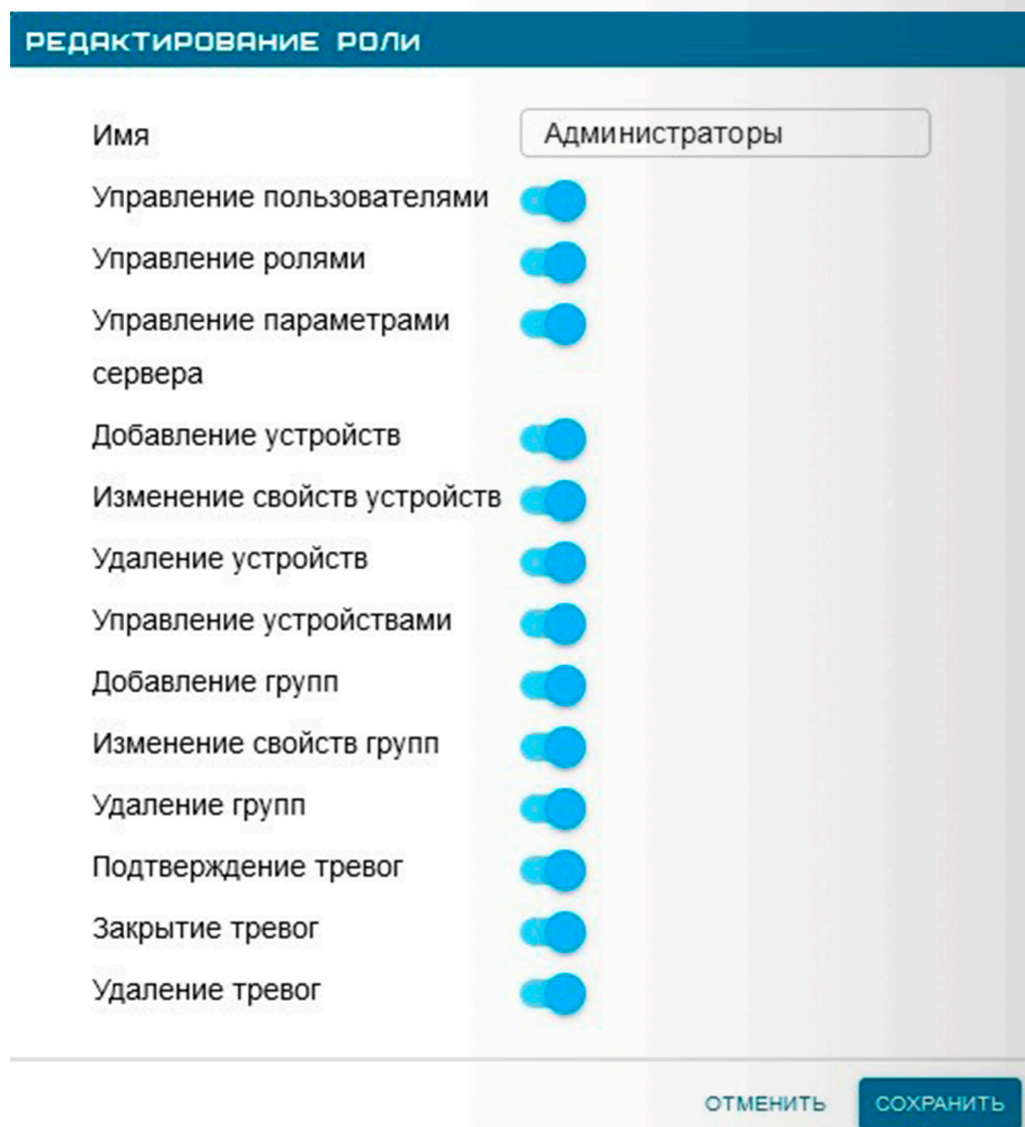 РЕДАКТИРОВАНИЕ РОЛИ
Имя
Администраторы
Управление пользователями
Управление ролями
Управление параметрами
сервера
Добавление устройств
Изменение свойств устройств
Удаление устройств
Управление устройствами
Добавление групп
Изменение свойств групп
Удаление групп
Подтверждение тревог
Закрытие тревог
Удаление тревог
ОТМЕНИТЬ
СОХРАНИТЬ